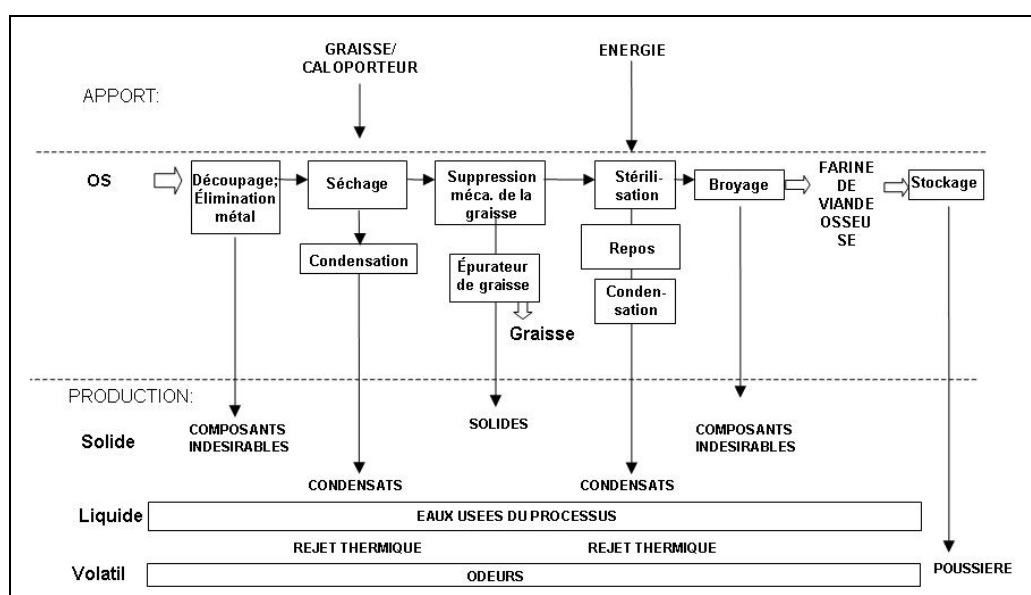 GRAISSE/
CALOPORTEUR
ENERGIE
APPORT:
OS
Découpage;
Élimination
métal
Séchage
Suppression
méca. de la
graisse
Stérili-
sation
Broyage
FARINE
DE
VIANDE
OSSEU
SE
Stockage
Condensation
Épurateur
de graisse
Repos
Conden-
sation
Graisse
PRODUCTION:
Solide
COMPOSANTS
INDESIRABLES
SOLIDES
COMPOSANTS
INDESIRABLES
CONDENSATS
CONDENSATS
Liquide
EAUX USEES DU PROCESSUS
REJET THERMIQUE
REJET THERMIQUE
Volatil
ODEURS
POUSSIERE